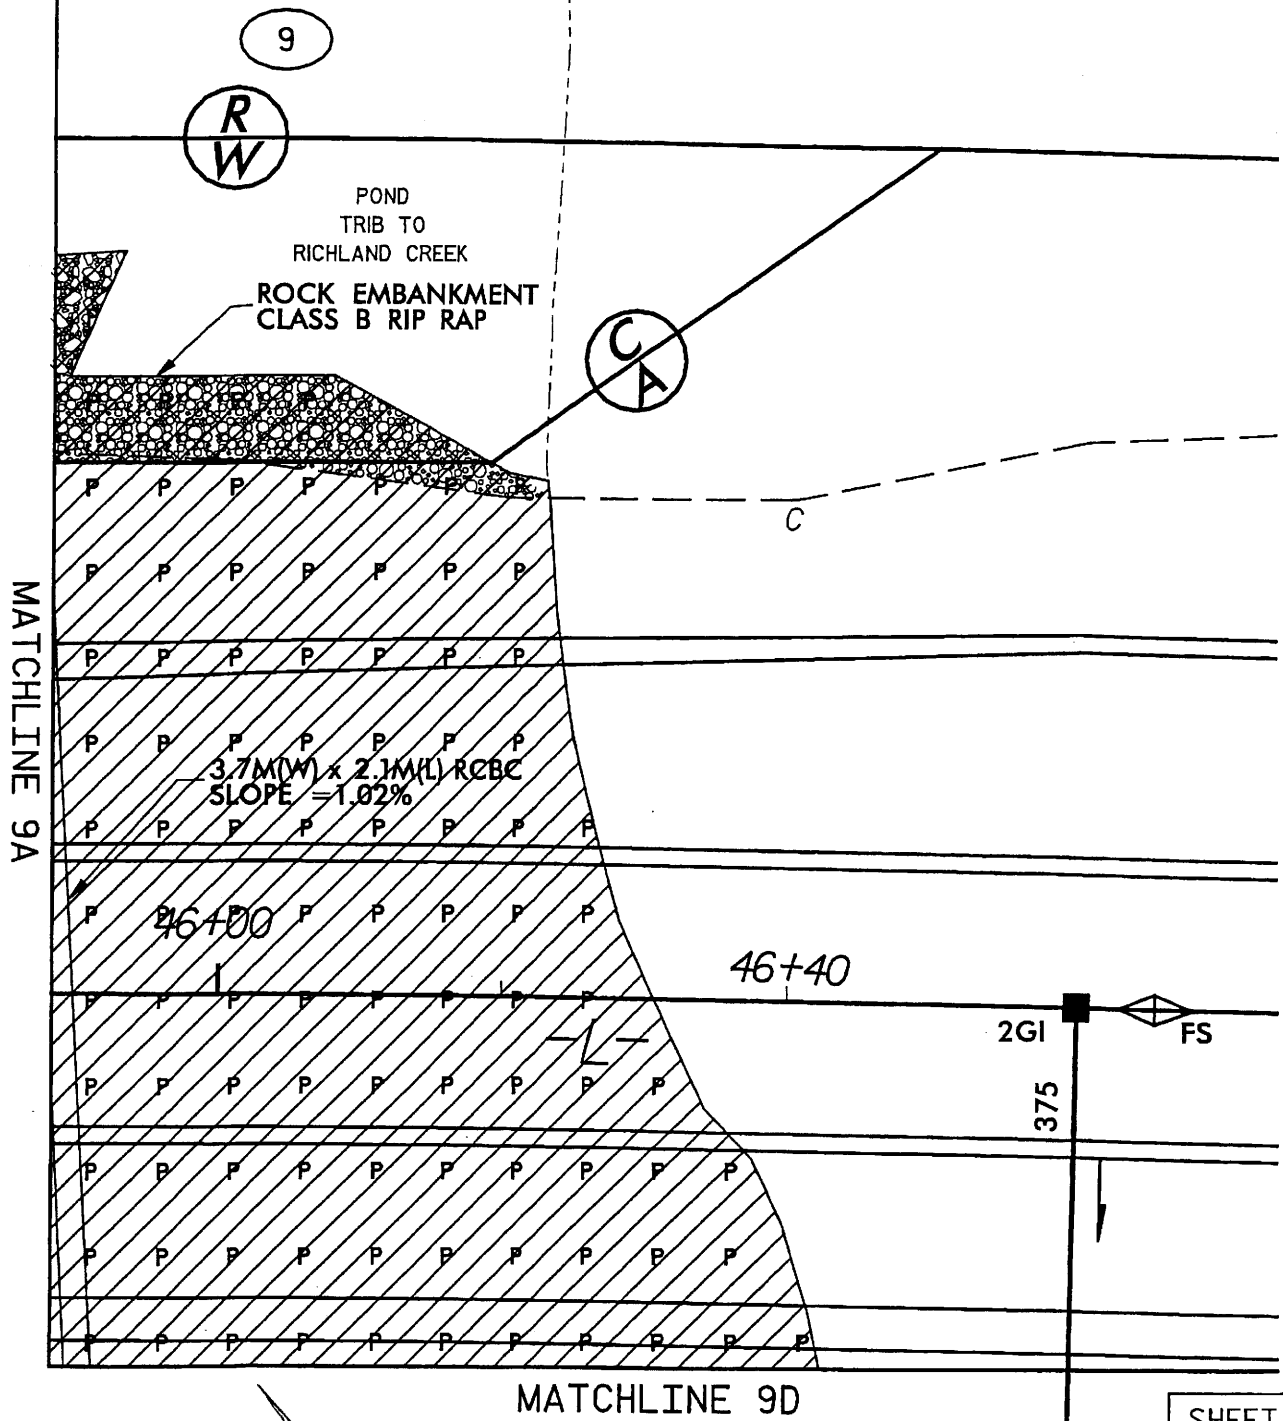 9
R
W
POND
TRIB TO
RICHLAND CREEK
ROCK EMBANKMENT
CLASS B RIP RAP
C
A
P P P P
P P P P P P P
C
P P P P P P P
MATCHLINE 9A
P P P P P P P
P P P P P P P
3.7M(W) x 2.1M(L) RCBC
SLOPE =1.02%
P P P P P P P P
P P P P P P P P
46+00
46+40
P P P P P P P P
2GI
FS
-L-
375
P P P P P P P P P
P P P P P P P P P P
P P P P P P P P P P
P P P P P P P P P P P
MATCHLINE 9D
SHEET